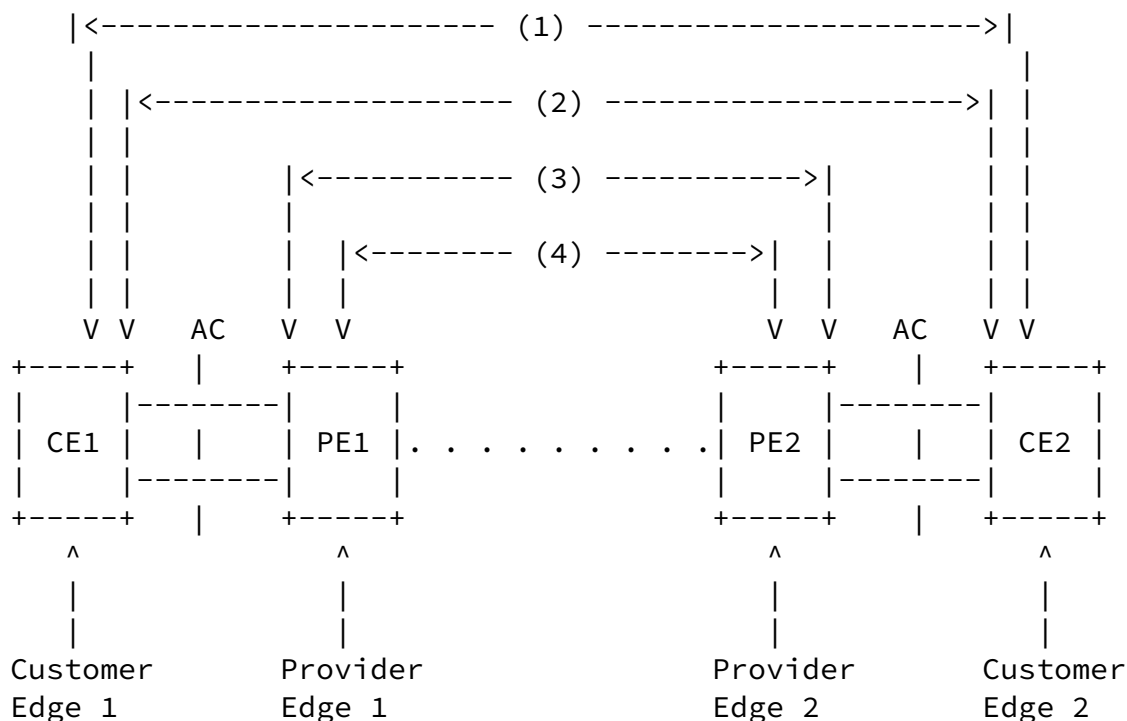 (1)
(2)
(3)
(4)
V V AC V V V V AC V V
CE1 PE1 PE2 CE2
Customer Provider Provider Customer
Edge 1 Edge 1 Edge 2 Edge 2